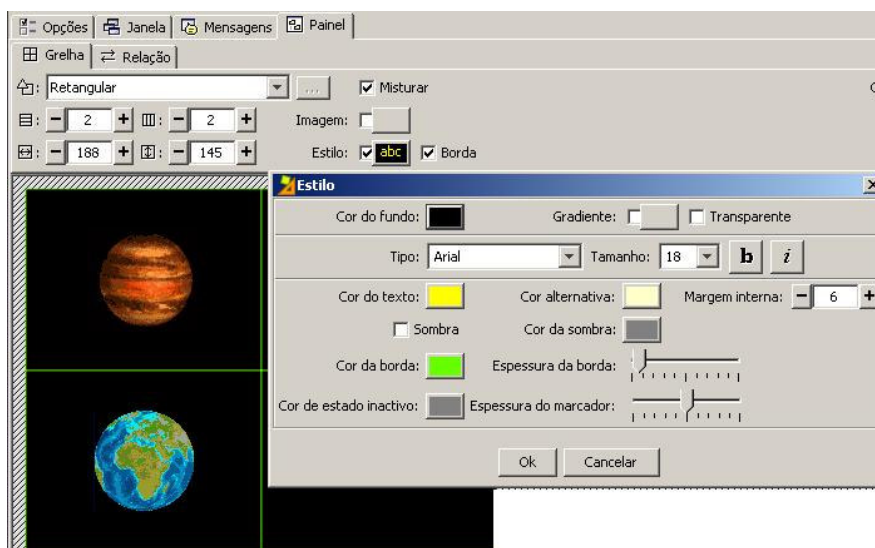 Opções Janela Mensagens Painel
Grelha Relação
: Retangular ... Misturar
: 2 : 2 Imagem:
: 188 : 145 Estilo: abc Borda
Estilo
Cor do fundo: Gradiente: Transparente
Tipo: Arial Tamanho: 18 b i
Cor do texto: Cor alternativa: Margem interna: 6
Sombra Cor da sombra:
Cor da borda: Espessura da borda:
Cor de estado inactivo: Espessura do marcador:
Ok Cancelar